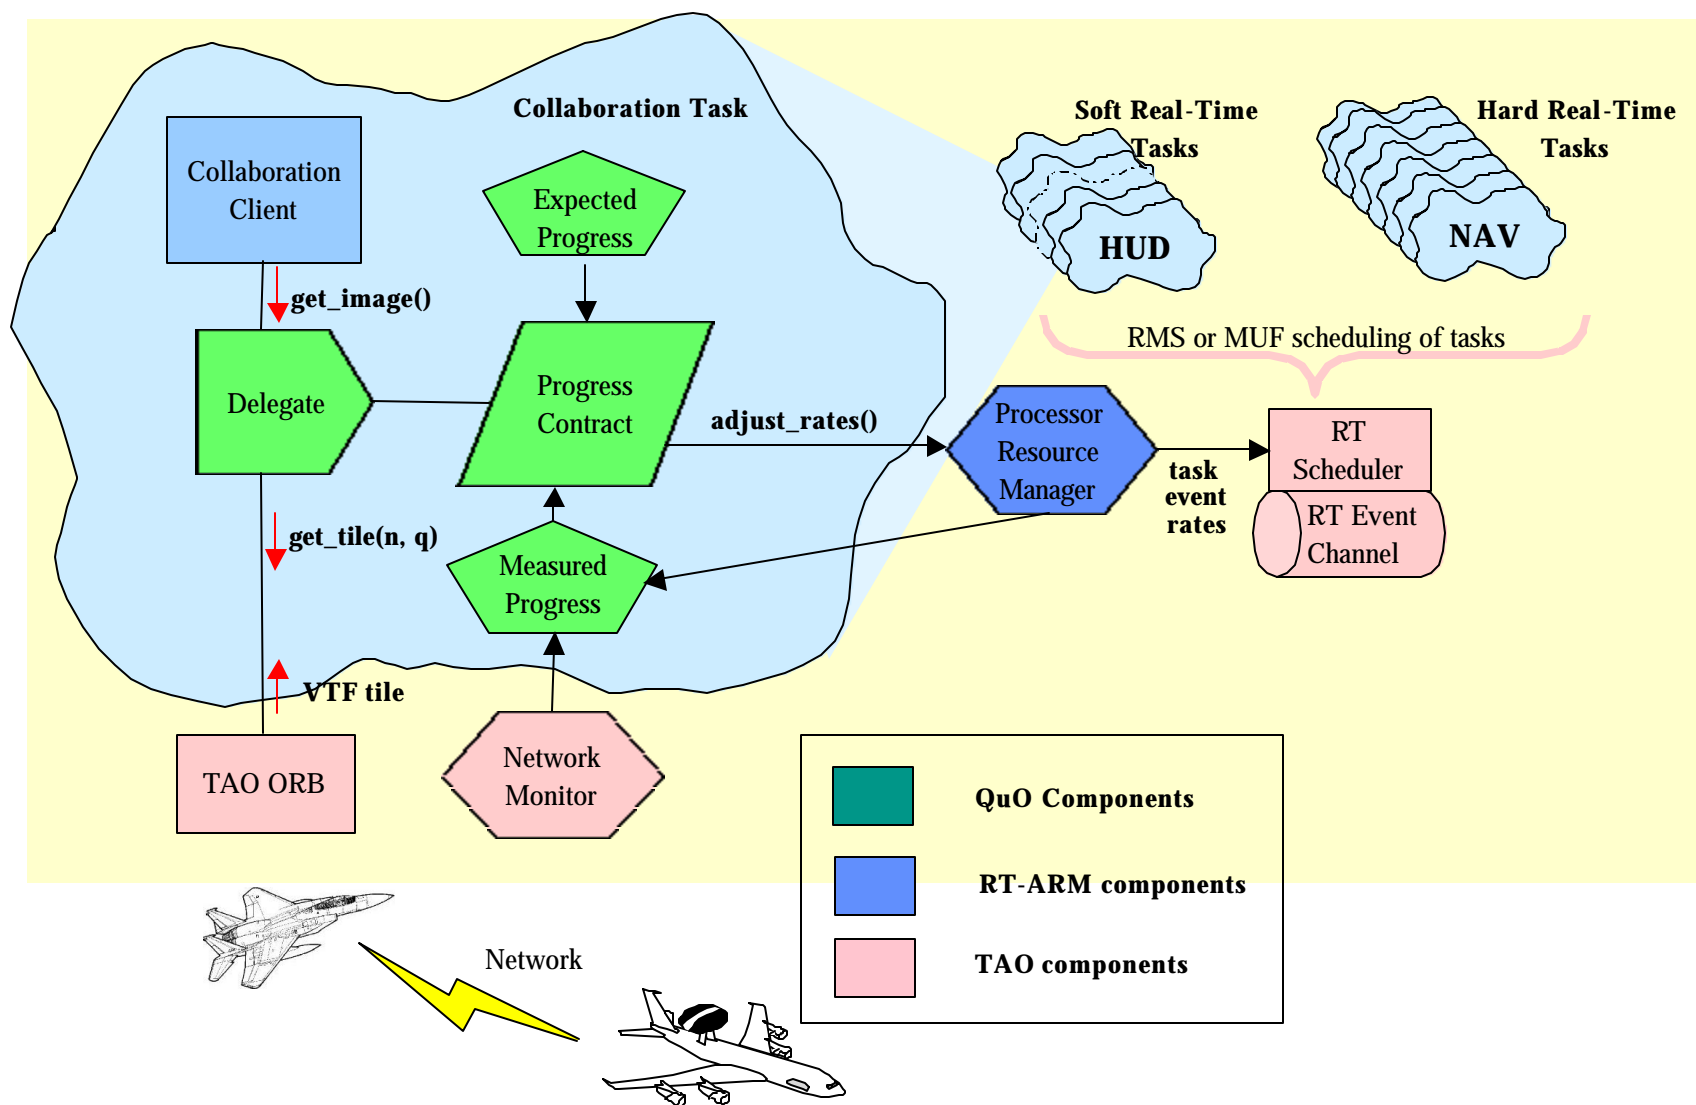 Collaboration Task
Soft Real-Time
Tasks
Hard Real-Time
Tasks
Collaboration
Client
Expected
Progress
HUD
NAV
get_image()
RMS or MUF scheduling of tasks
Delegate
Progress
Contract
adjust_rates()
Processor
Resource
Manager
task
event
rates
RT
Scheduler
RT Event
Channel
get_tile(n, q)
Measured
Progress
VTF tile
TAO ORB
Network
Monitor
QuO Components
RT-ARM components
TAO components
Network